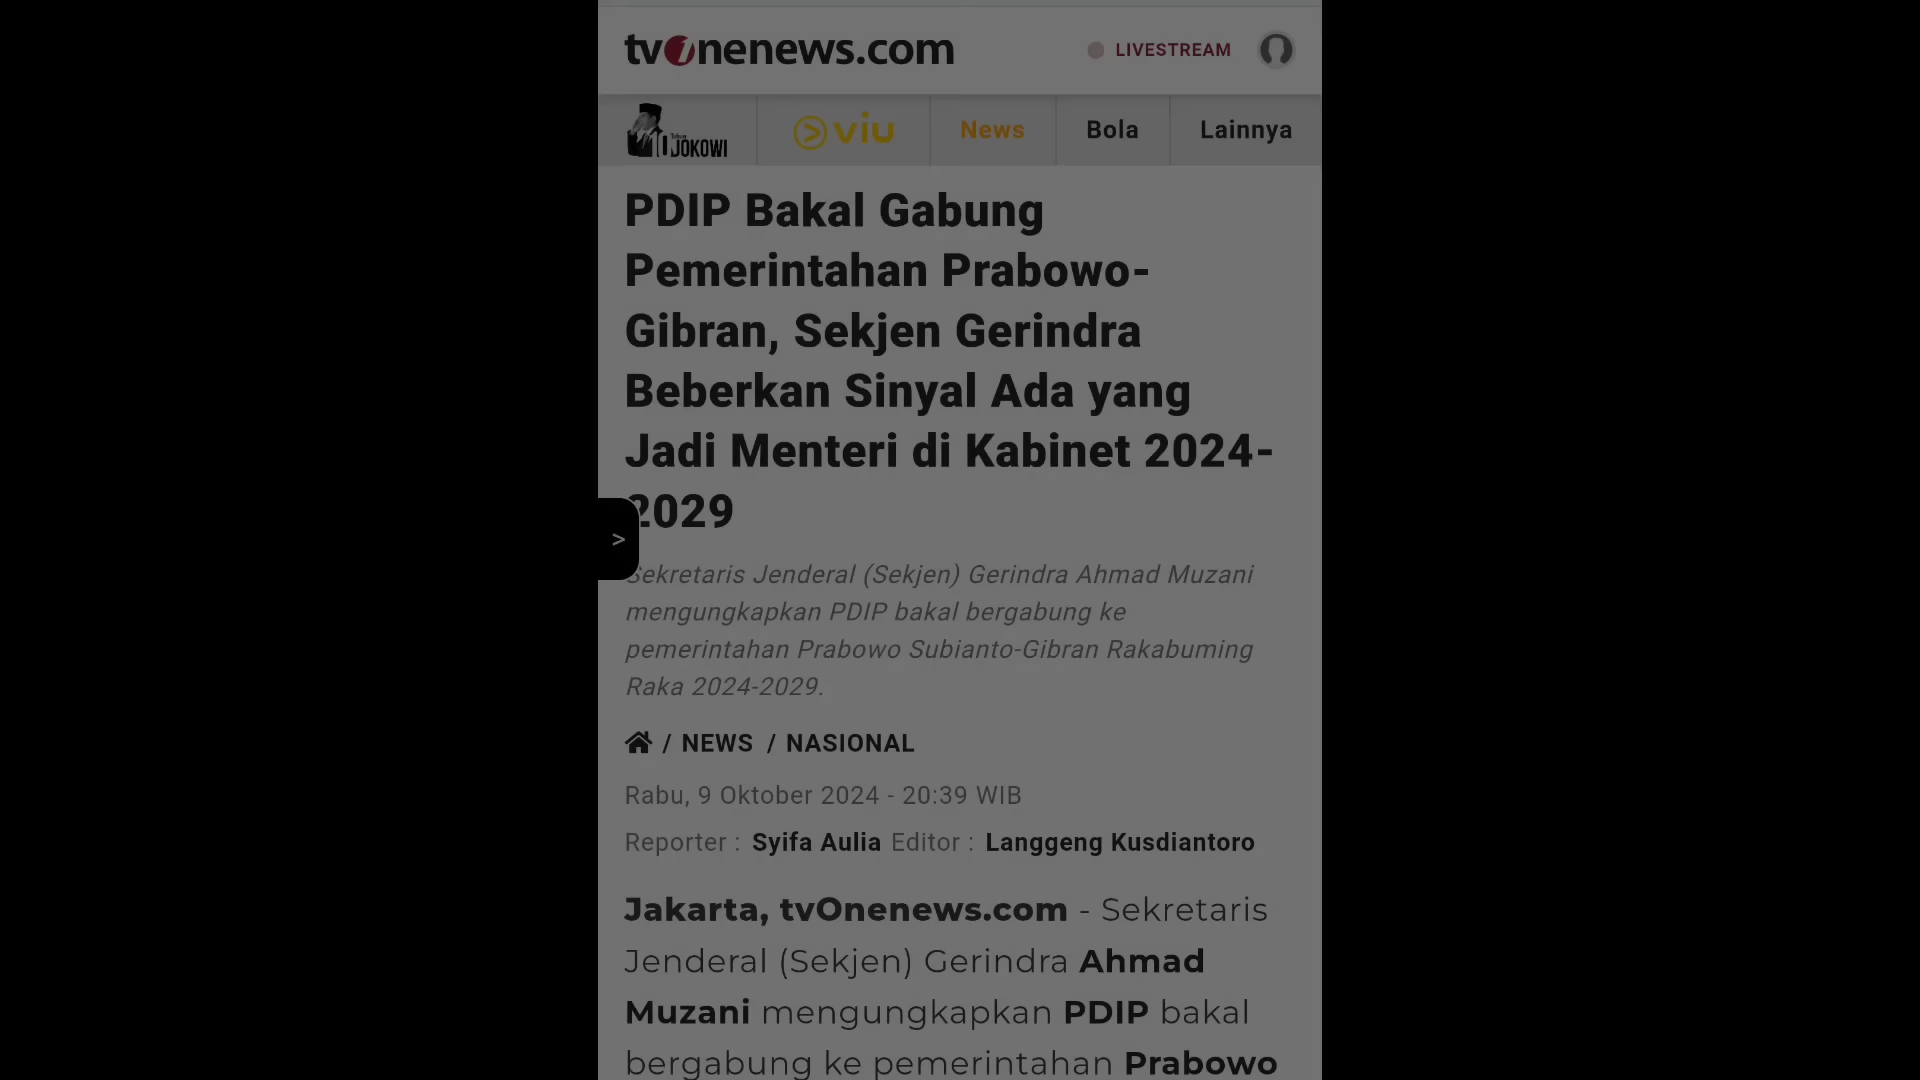 tvOnenews.com
LIVESTREAM
JOKOWI
viu
News
Bola
Lainnya
PDIP Bakal Gabung
Pemerintahan Prabowo-
Gibran, Sekjen Gerindra
Beberkan Sinyal Ada yang
Jadi Menteri di Kabinet 2024-
2029
>
Sekretaris Jenderal (Sekjen) Gerindra Ahmad Muzani
mengungkapkan PDIP bakal bergabung ke
pemerintahan Prabowo Subianto-Gibran Rakabuming
Raka 2024-2029.
/ NEWS / NASIONAL
Rabu, 9 Oktober 2024 - 20:39 WIB
Reporter : Syifa Aulia Editor : Langgeng Kusdiantoro
Jakarta, tvOnenews.com - Sekretaris
Jenderal (Sekjen) Gerindra Ahmad
Muzani mengungkapkan PDIP bakal
bergabung ke pemerintahan Prabowo